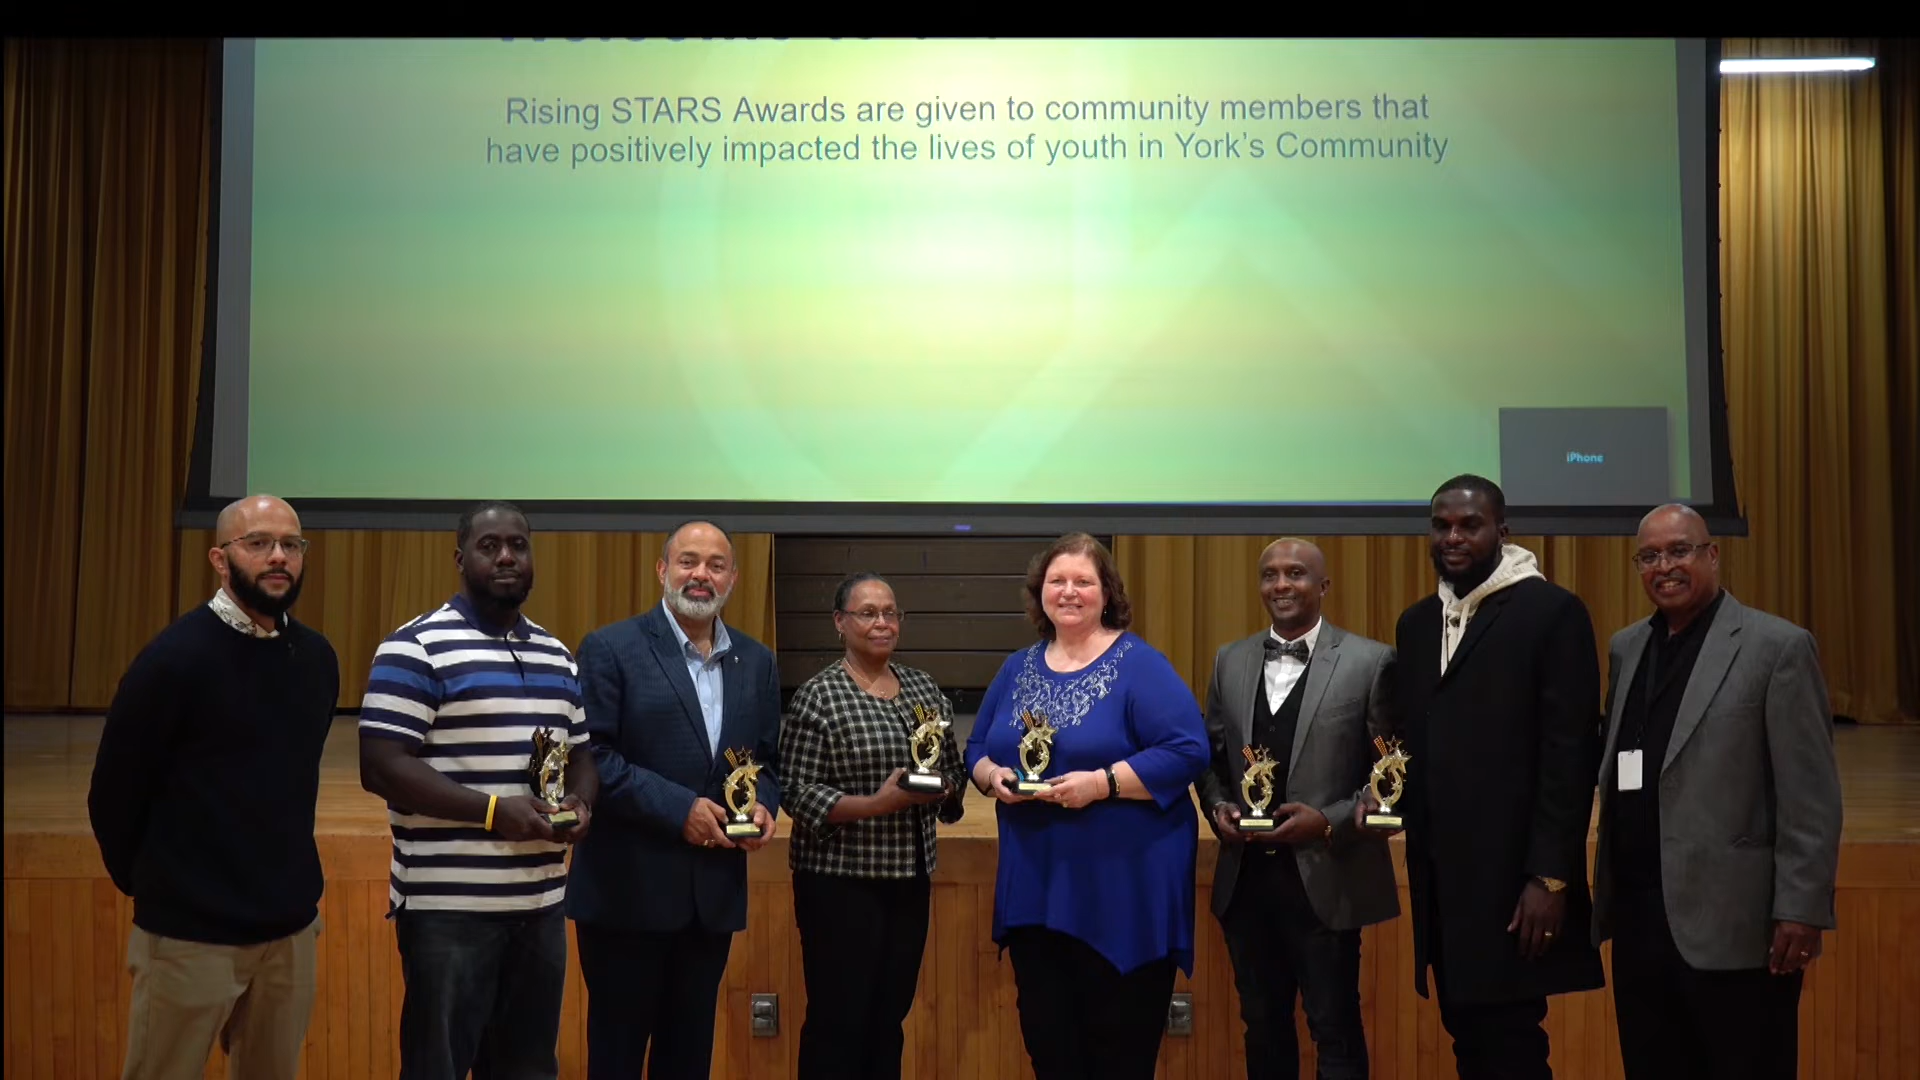 Rising STARS Awards are given to community members that
have positively impacted the lives of youth in York's Community
iPhone